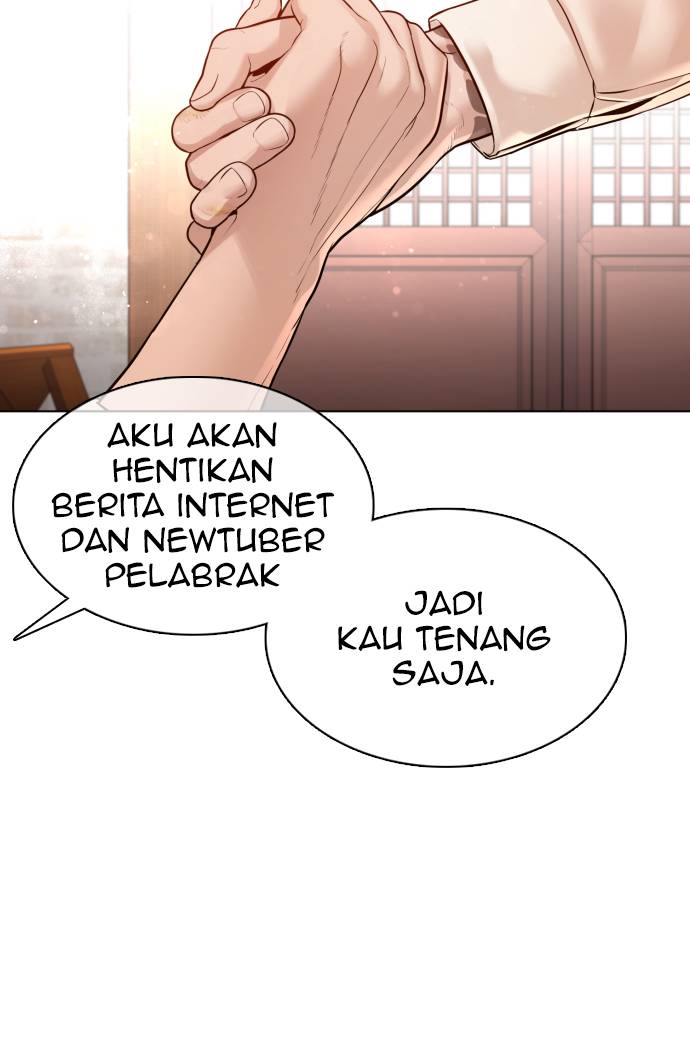 AKU AKAN
HENTIKAN
BERITA INTERNET
DAN NEWTUBER
PELABRAK
JADI
KAU TENANG
SAJA.